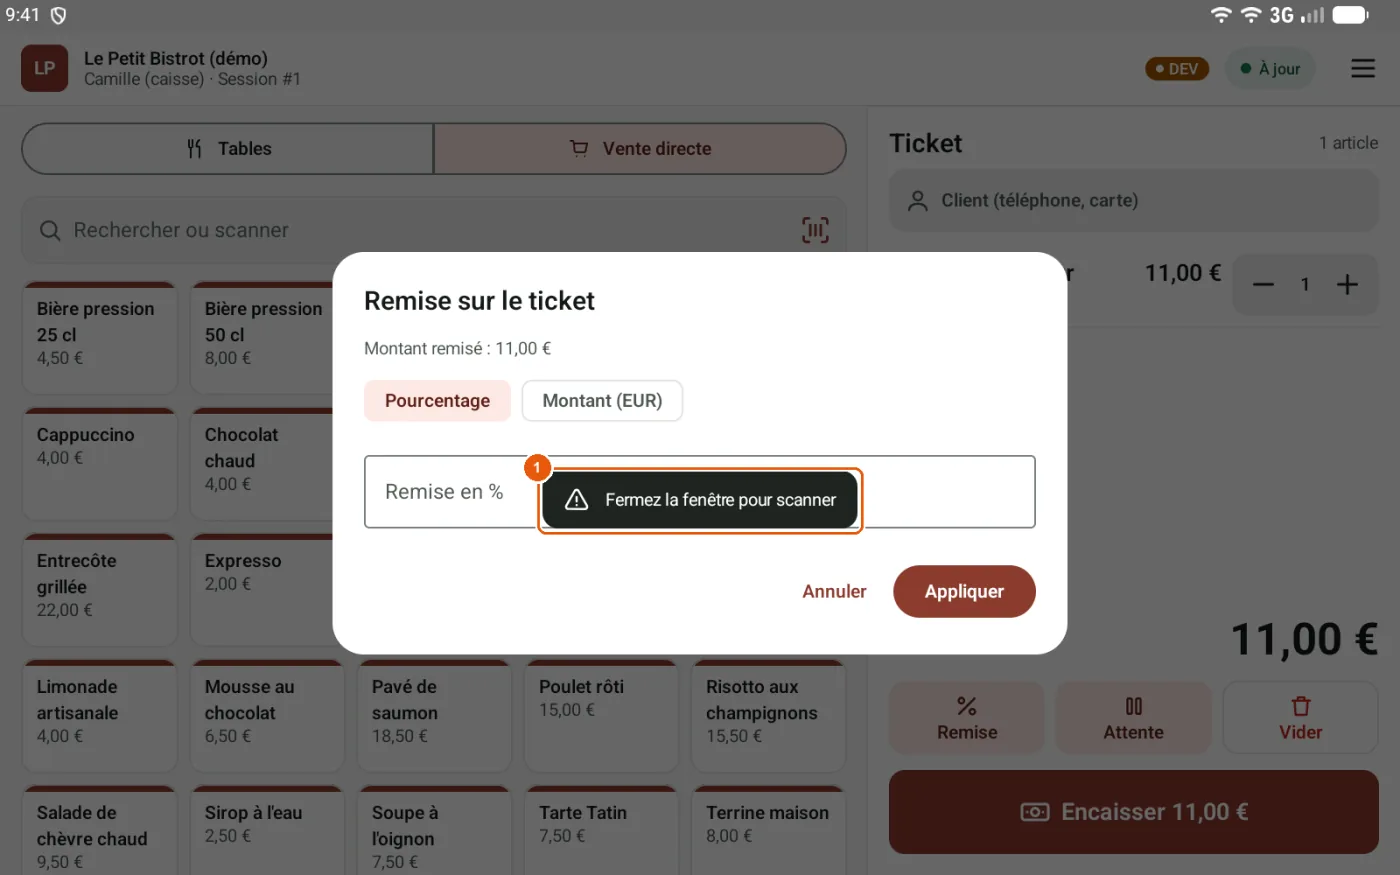 9:41
3G
LP
Le Petit Bistrot (démo)
Camille (caisse) · Session #1
DEV
À jour
Tables
Vente directe
Rechercher ou scanner
Ticket
1 article
Client (téléphone, carte)
r
11,00 €
1
Bière pression
25 cl
4,50 €
Bière pression
50 cl
8,00 €
Cappuccino
4,00 €
Chocolat
chaud
4,00 €
Entrecôte
grillée
22,00 €
Expresso
2,00 €
Remise sur le ticket
Montant remisé : 11,00 €
Pourcentage
Montant (EUR)
Remise en %
1
Fermez la fenêtre pour scanner
Annuler
Appliquer
Limonade
artisanale
4,00 €
Mousse au
chocolat
6,50 €
Pavé de
saumon
18,50 €
Poulet rôti
15,00 €
Risotto aux
champignons
15,50 €
Salade de
chèvre chaud
9,50 €
Sirop à l'eau
2,50 €
Soupe à
l'oignon
7,50 €
Tarte Tatin
7,50 €
Terrine maison
8,00 €
11,00 €
Remise
Attente
Vider
Encaisser 11,00 €